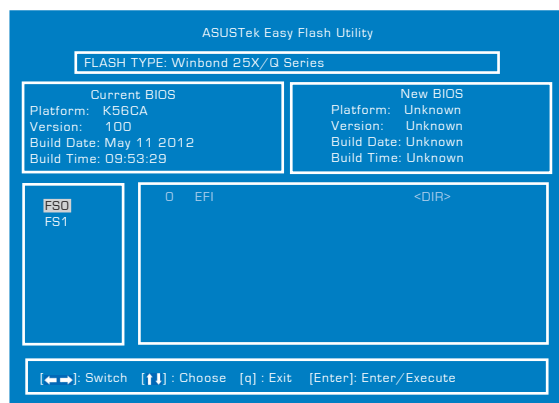 ASUSTek Easy Flash Utility
FLASH TYPE: Winbond 25X/Q Series
Current BIOS
Platform: K56CA
Version: 100
Build Date: May 11 2012
Build Time: 09:53:29
New BIOS
Platform: Unknown
Version: Unknown
Build Date: Unknown
Build Time: Unknown
FS0
FS1
0 EFI <DIR>
[←→]: Switch [↑↓] : Choose [q] : Exit [Enter]: Enter/Execute